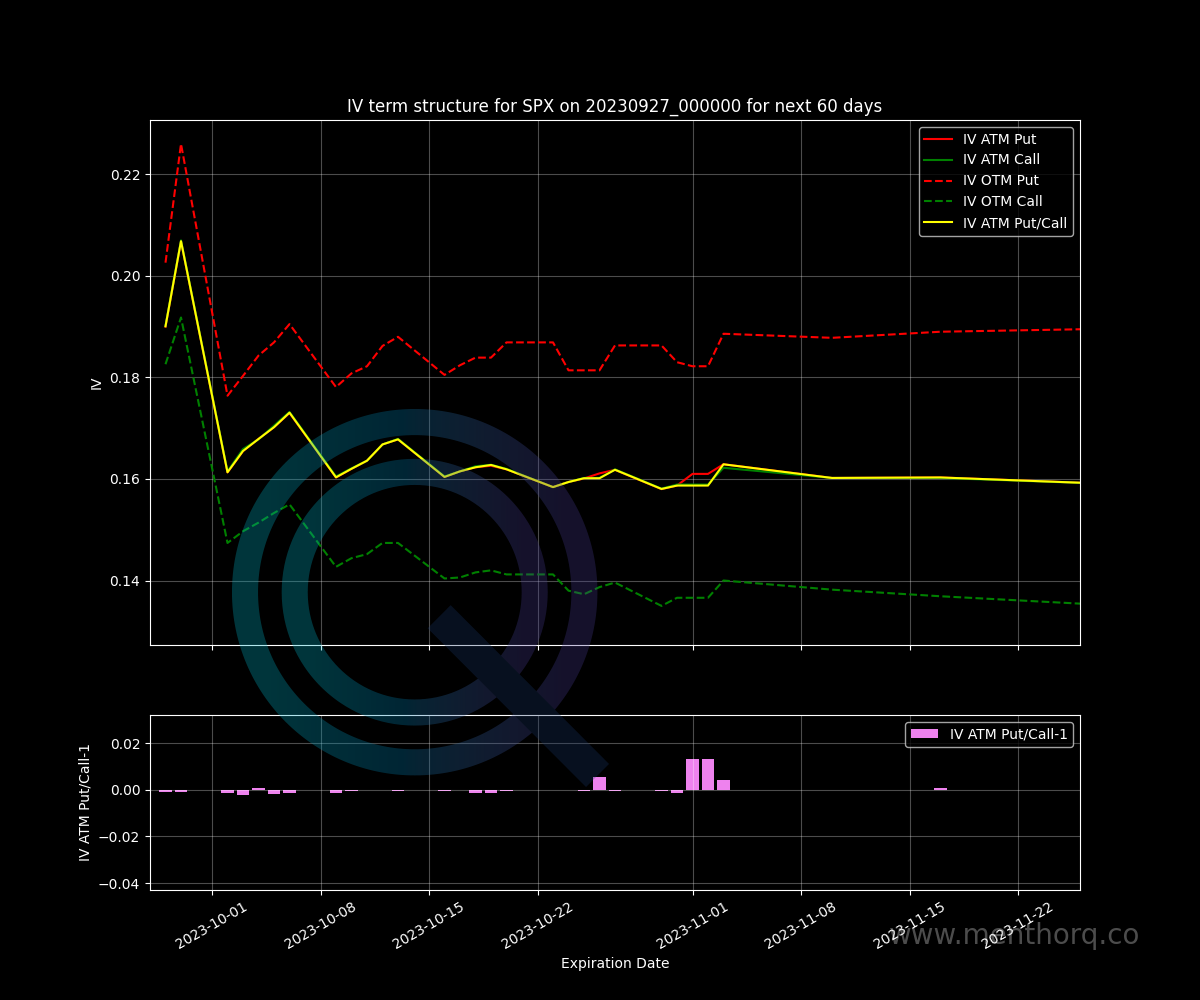 IV term structure for SPX on 20230927_000000 for next 60 days
IV ATM Put
IV ATM Call
IV OTM Put
IV OTM Call
IV ATM Put/Call
0.22
0.20
0.18
0.16
0.14
IV
IV ATM Put/Call-1
0.02
0.00
−0.02
−0.04
IV ATM Put/Call-1
2023-10-01
2023-10-08
2023-10-15
2023-10-22
2023-11-01
2023-11-08
2023-11-15
2023-11-22
www.menthorq.co
Expiration Date